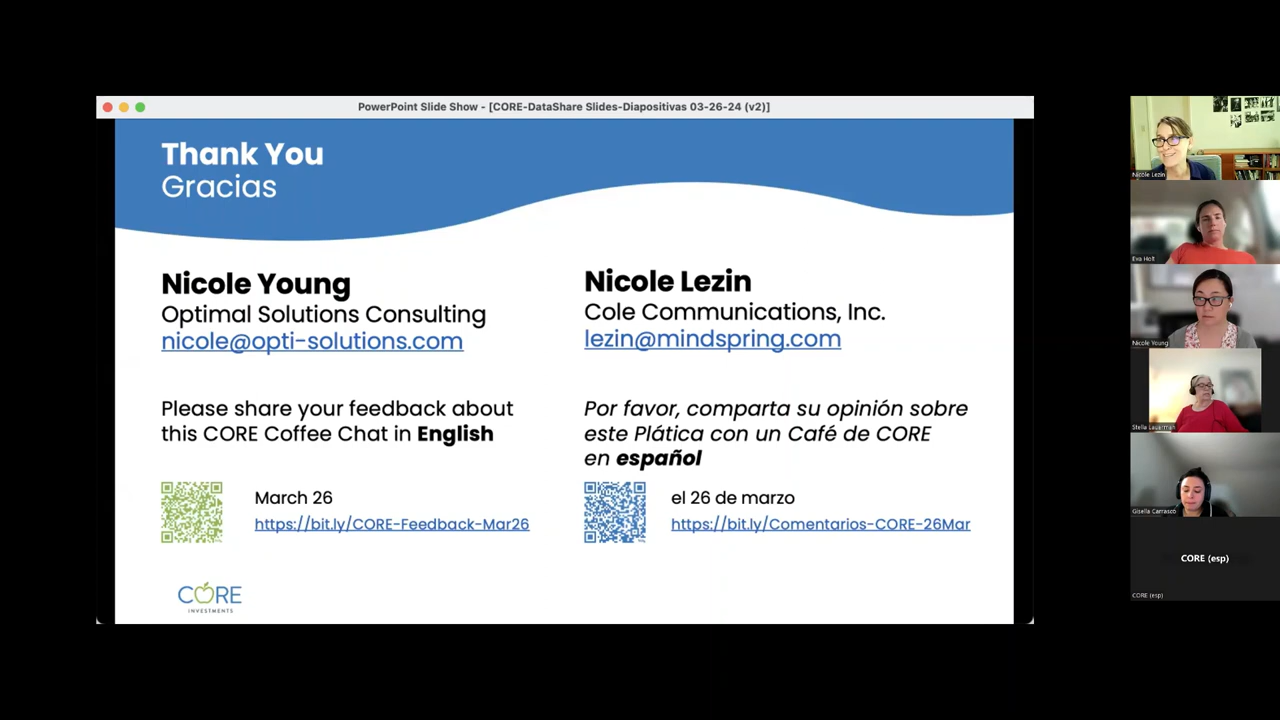 PowerPoint Slide Show - [CORE-DataShare Slides-Diapositivas 03-26-24 (v2)]
Thank You
Gracias
Nicole Young
Optimal Solutions Consulting
nicole@opti-solutions.com
Please share your feedback about
this CORE Coffee Chat in English
March 26
https://bit.ly/CORE-Feedback-Mar26
Nicole Lezin
Cole Communications, Inc.
lezin@mindspring.com
Por favor, comparta su opinión sobre
este Plática con un Café de CORE
en español
el 26 de marzo
https://bit.ly/Comentarios-CORE-26Mar
CORE
INVESTMENTS
Nicole Lezin
Eva Holt
Nicole Young
Stella Lauerman
Gisella Carrasco
CORE (esp)
CORE (esp)